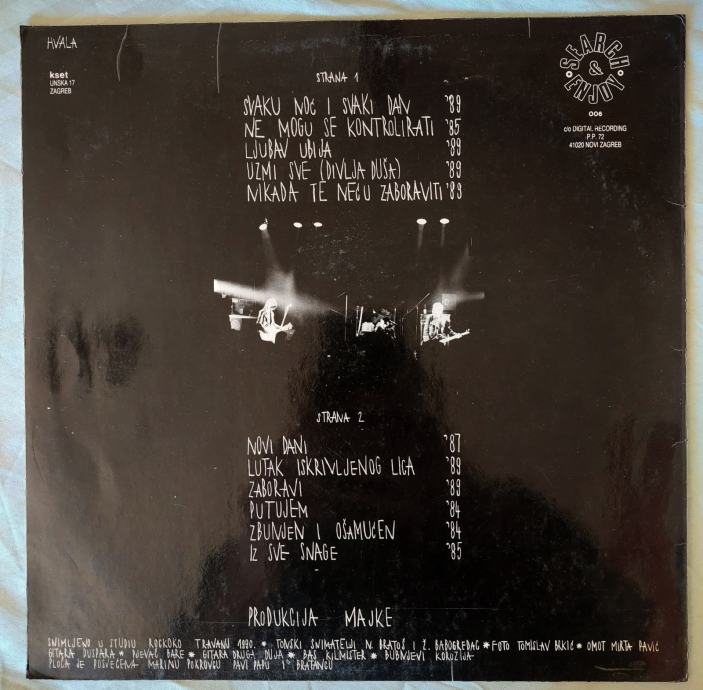 HVALA
kset
UNSKA 17
ZAGREB
SEARCH & ENJOY
006
c/o DIGITAL RECORDING
P.P. 72
41020 NOVI ZAGREB
STRANA 1
SVAKU NOĆ I SVAKI DAN '89
NE MOGU SE KONTROLIRATI '85
LJUBAV UBIJA '89
UZMI SVE (DIVLJA DUŠA) '89
NIKADA TE NEĆU ZABORAVITI '89
STRANA 2
NOVI DANI '87
LUTAK ISKRIVLJENOG LICA '89
ZABORAVI '89
PUTUJEM '84
ZBUNJEN I OŠAMUĆEN '84
IZ SVE SNAGE '85
PRODUKCIJA MAJKE
SNIMLJENO U STUDIU ROCKOKO TRAVANJ 1990. * TONSKI SNIMATELJI N. BRATOŠ I Ž. BABOGREDAC * FOTO TOMISLAV BRKIĆ * OMOT MIRTA PAVIĆ
GITARA DUSPARA * PJEVAČ BARE * GITARA DRUGA DUJA * BAS KILMISTER * BUBNJEVI KOROZIJA
PLOČA JE POSVEĆENA MARINU POKROVCU PAVI PAPU I BRATANCU